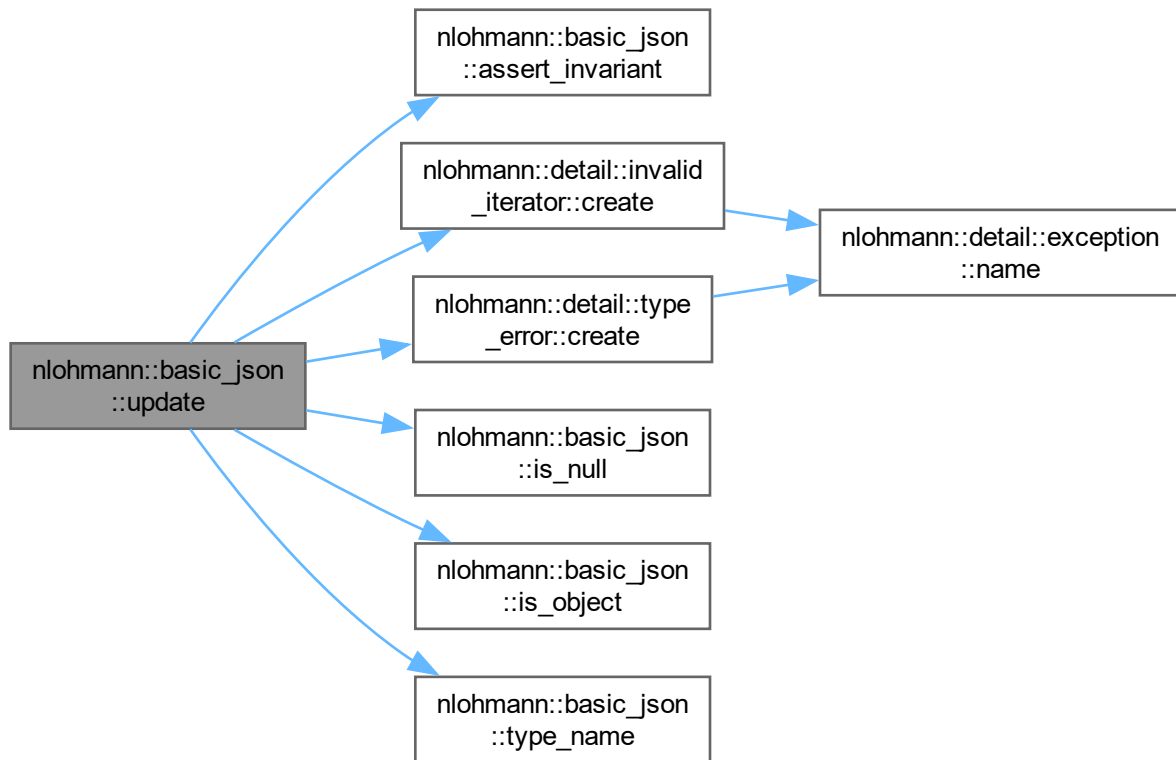 nlohmann::basic_json
::assert_invariant
nlohmann::detail::invalid
_iterator::create
nlohmann::detail::exception
::name
nlohmann::detail::type
_error::create
nlohmann::basic_json
::update
nlohmann::basic_json
::is_null
nlohmann::basic_json
::is_object
nlohmann::basic_json
::type_name